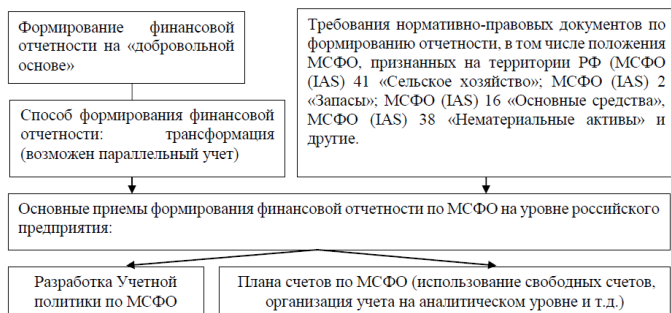 Формирование финансовой
отчетности на «добровольной
основе»
Способ формирования финансовой
отчетности: трансформация
(возможен параллельный учет)
Требования нормативно-правовых документов по
формированию отчетности, в том числе положения
МСФО, признанных на территории РФ (МСФО
(IAS) 41 «Сельское хозяйство»; МСФО (IAS) 2
«Запасы»; МСФО (IAS) 16 «Основные средства»,
МСФО (IAS) 38 «Нематериальные активы» и
другие.
Основные приемы формирования финансовой отчетности по МСФО на уровне российского
предприятия:
Разработка Учетной
политики по МСФО
Плана счетов по МСФО (использование свободных счетов,
организация учета на аналитическом уровне и т.д.)